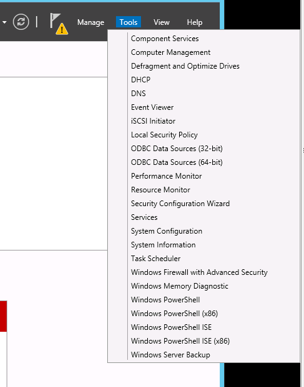 Manage Tools View Help
Component Services
Computer Management
Defragment and Optimize Drives
DHCP
DNS
Event Viewer
iSCSI Initiator
Local Security Policy
ODBC Data Sources (32-bit)
ODBC Data Sources (64-bit)
Performance Monitor
Resource Monitor
Security Configuration Wizard
Services
System Configuration
System Information
Task Scheduler
Windows Firewall with Advanced Security
Windows Memory Diagnostic
Windows PowerShell
Windows PowerShell (x86)
Windows PowerShell ISE
Windows PowerShell ISE (x86)
Windows Server Backup